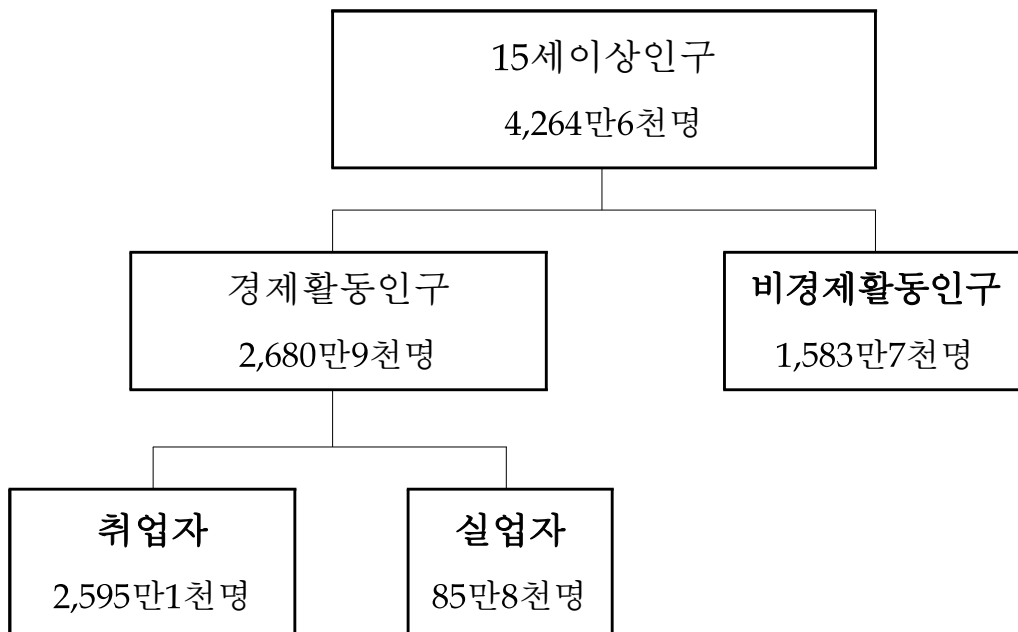 15세이상인구
4,264만6천명
경제활동인구
2,680만9천명
비경제활동인구
1,583만7천명
취업자
2,595만1천명
실업자
85만8천명